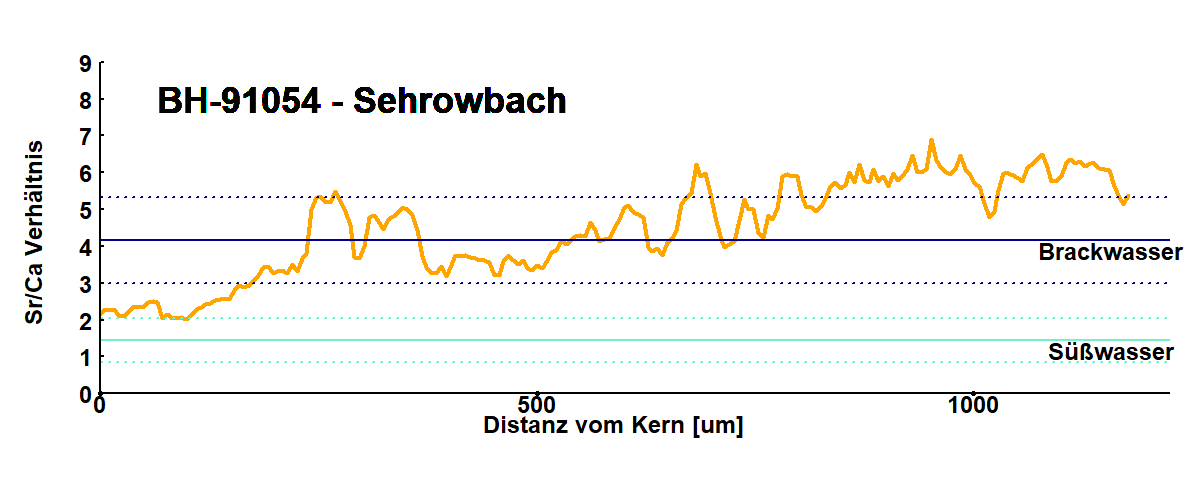 BH-91054 - Sehrowbach
Sr/Ca Verhältnis
9
8
7
6
5
4
3
2
1
0
Brackwasser
Süßwasser
0 500 1000
Distanz vom Kern [um]